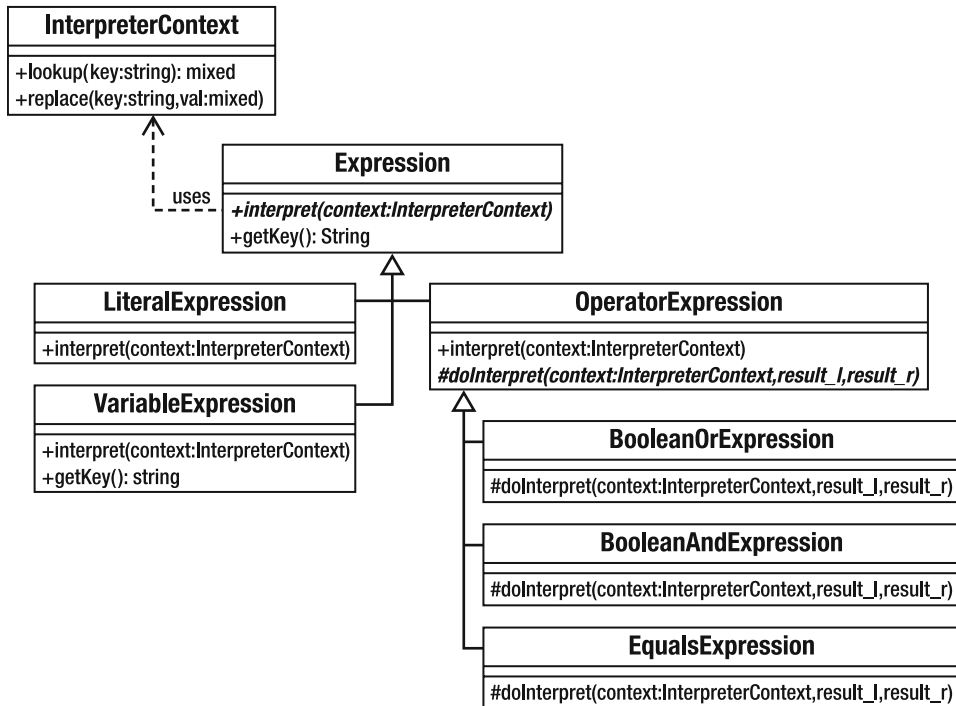 InterpreterContext
+lookup(key:string): mixed
+replace(key:string,val:mixed)
uses
Expression
+interpret(context:InterpreterContext)
+getKey(): String
LiteralExpression
+interpret(context:InterpreterContext)
OperatorExpression
+interpret(context:InterpreterContext)
#doInterpret(context:InterpreterContext,result_l,result_r)
VariableExpression
+interpret(context:InterpreterContext)
+getKey(): string
BooleanOrExpression
#doInterpret(context:InterpreterContext,result_l,result_r)
BooleanAndExpression
#doInterpret(context:InterpreterContext,result_l,result_r)
EqualsExpression
#doInterpret(context:InterpreterContext,result_l,result_r)